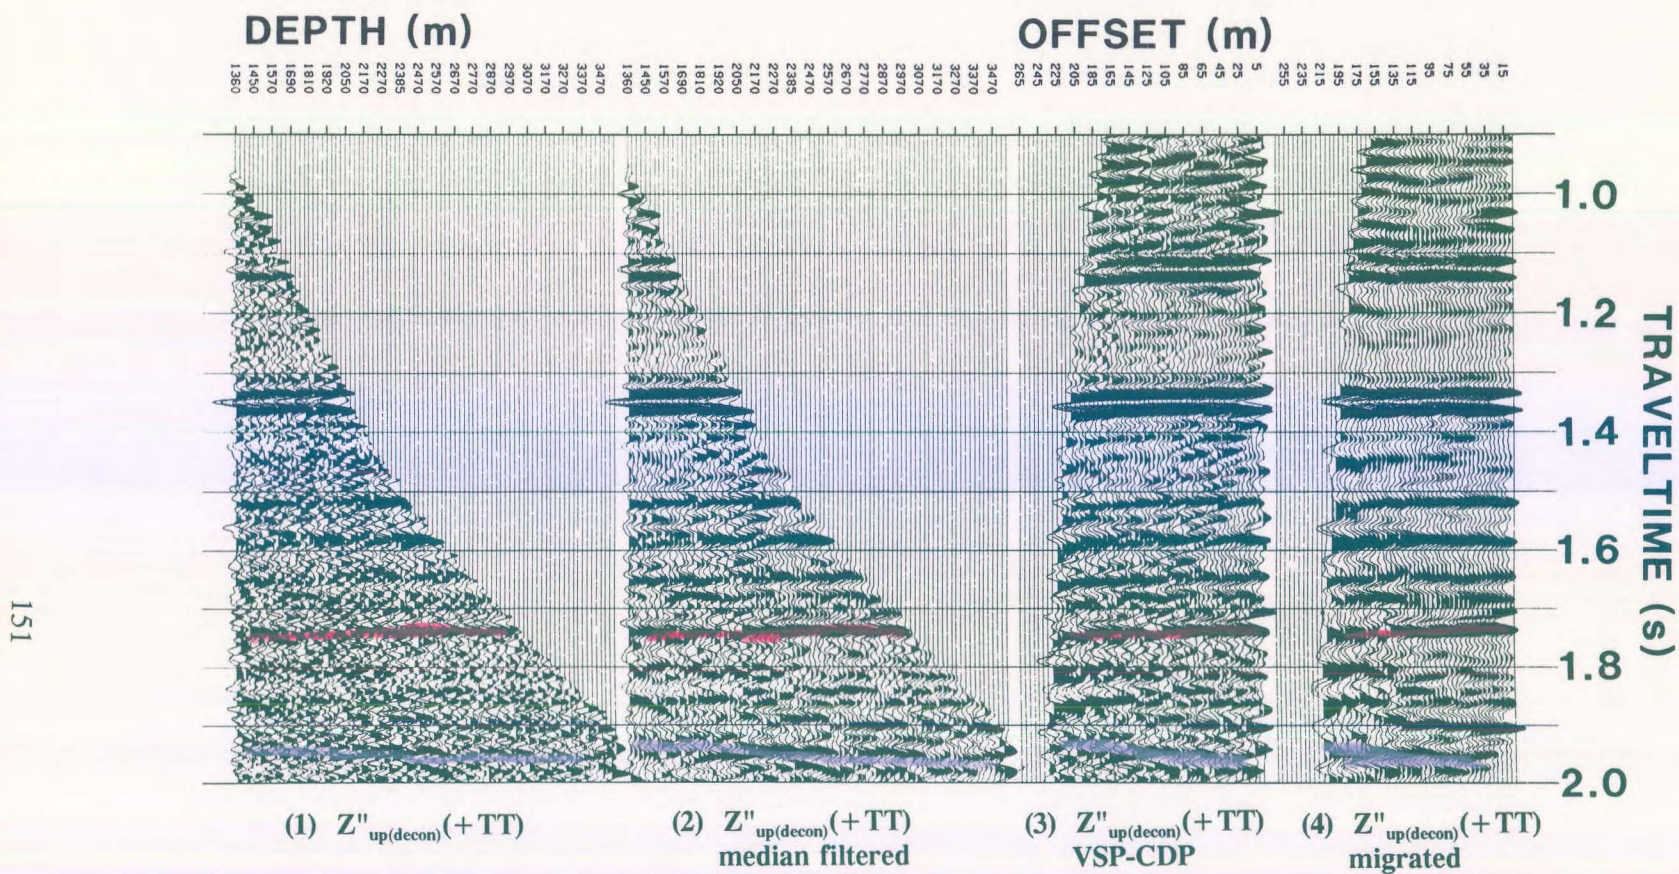 DEPTH (m)
OFFSET (m)
1360 1450 1570 1690 1810 1920 2050 2170 2270 2385 2470 2570 2670 2770 2870 2970 3070 3170 3270 3370 3470
1360 1450 1570 1690 1810 1920 2050 2170 2270 2385 2470 2570 2670 2770 2870 2970 3070 3170 3270 3370 3470
265 245 225 205 185 165 145 125 105 85 65 45 25 5
255 235 215 195 175 155 135 115 95 75 55 35 15
1.0
1.2
1.4
1.6
1.8
2.0
TRAVELTIME (s)
(1) Z"up(decon)(+TT)
(2) Z"up(decon)(+TT)
median filtered
(3) Z"up(decon)(+TT)
VSP-CDP
(4) Z"up(decon)(+TT)
migrated
151